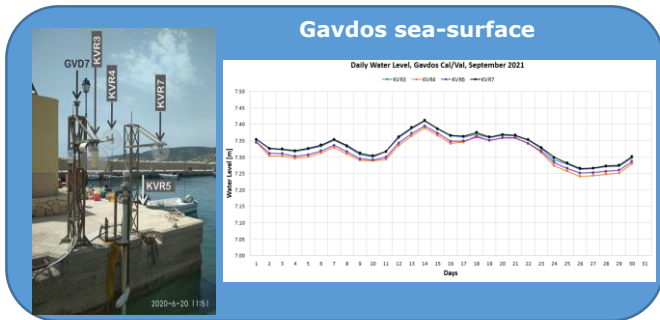 Gavdos sea-surface
GVD7
KVR3
KVR4
KVR7
KVR5
2020-6-20 11:51
Daily Water Level, Gavdos Cal/Val, September 2021
KVR3 KVR4 KVR6 KVR7
Water Level [m]
7.50
7.45
7.40
7.35
7.30
7.25
7.20
7.15
7.10
7.05
7.00
1 2 3 4 5 6 7 8 9 10 11 12 13 14 15 16 17 18 19 20 21 22 23 24 25 26 27 28 29 30 31
Days